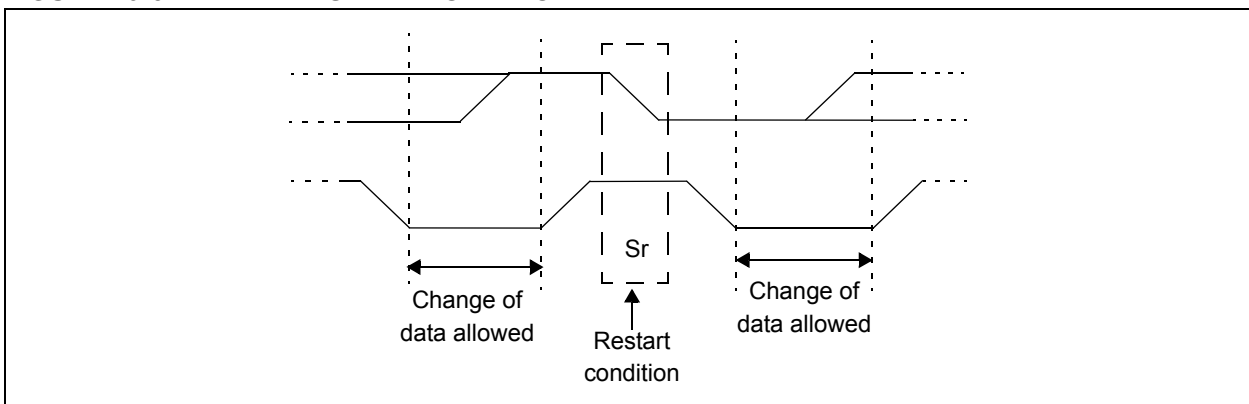 Sr
Change of
data allowed
Restart
condition
Change of
data allowed